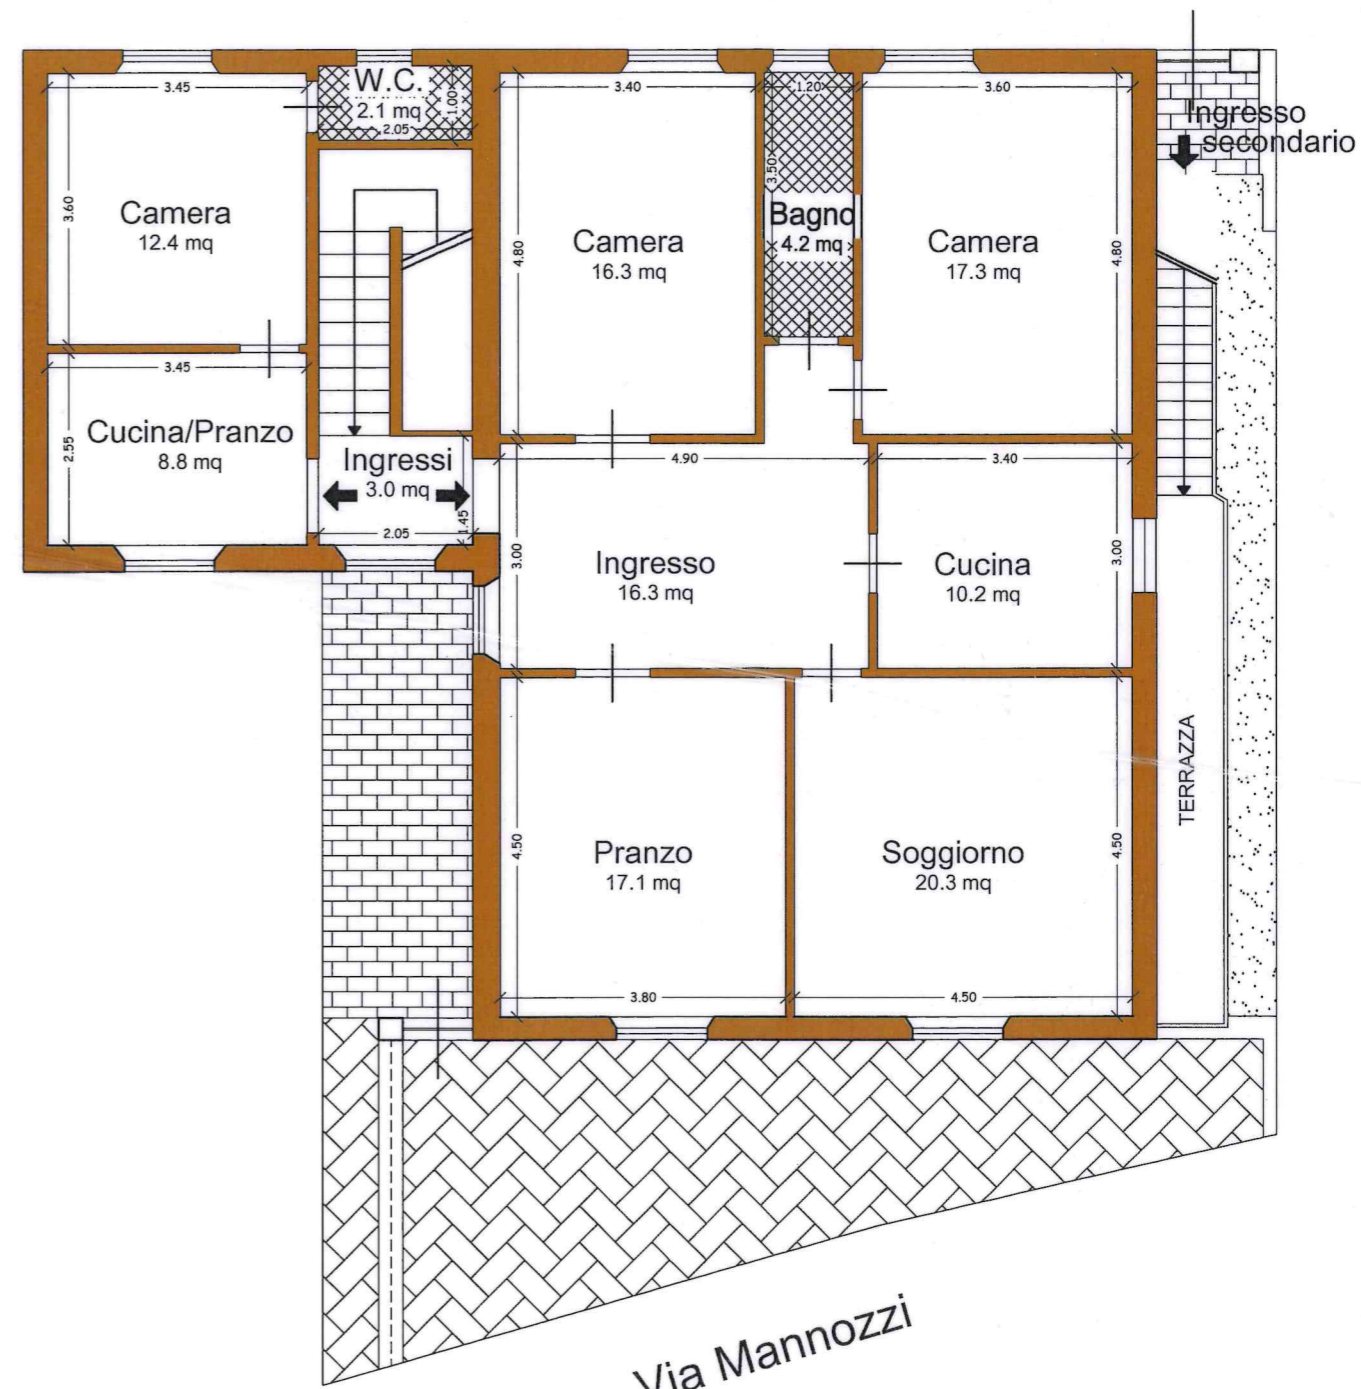 3.45
W.C.
2.1 mq
2.05
1.00
3.40
1.20
3.60
Ingresso
secondario
3.60
Camera
12.4 mq
3.50
4.80
Camera
16.3 mq
Bagno
4.2 mq
Camera
17.3 mq
4.80
3.45
2.55
Cucina/Pranzo
8.8 mq
Ingressi
3.0 mq
2.05
1.45
4.90
3.40
3.00
Ingresso
16.3 mq
Cucina
10.2 mq
3.00
TERRAZZA
4.50
Pranzo
17.1 mq
Soggiorno
20.3 mq
4.50
3.80
4.50
Via Mannozzi